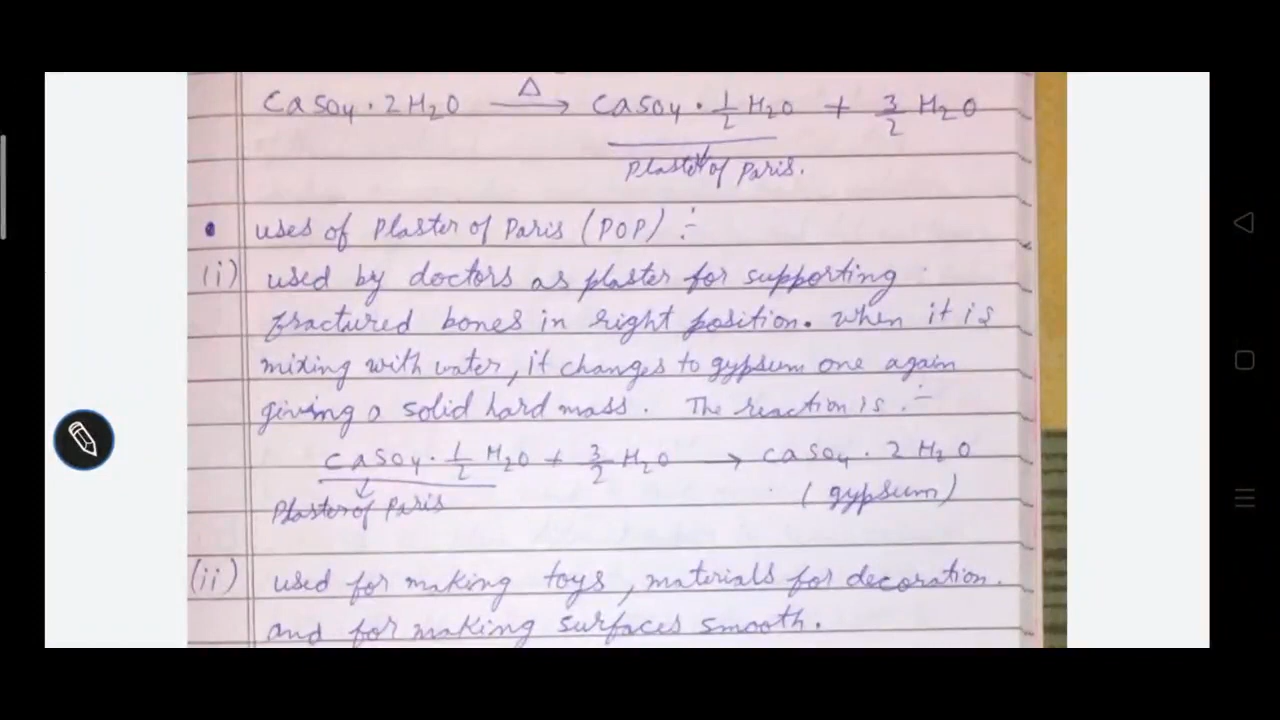 CaSO4 · 2H2O —Δ→ CaSO4 · 1/2 H2O + 3/2 H2O
Plaster of Paris.
• uses of Plaster of Paris (POP) :-
(i) used by doctors as plaster for supporting
fractured bones in right position. When it is
mixing with water, it changes to gypsum one again
giving a solid hard mass. The reaction is :-
CaSO4 · 1/2 H2O + 3/2 H2O → CaSO4 · 2H2O
Plaster of Paris (gypsum)
(ii) used for making toys, materials for decoration.
and for making surfaces smooth.